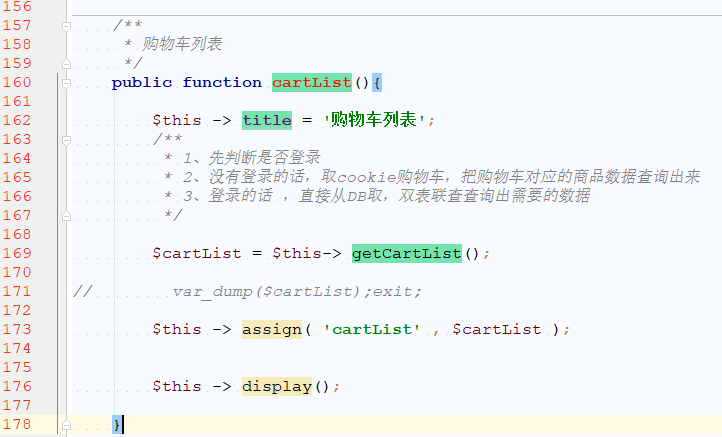 156
157 /**
158 * 购物车列表
159 */
160 public function cartList(){
161
162 $this -> title = '购物车列表';
163 /**
164 * 1、先判断是否登录
165 * 2、没有登录的话，取cookie购物车，把购物车对应的商品数据查询出来
166 * 3、登录的话 ，直接从DB取，双表联查查询出需要的数据
167 */
168
169 $cartList = $this-> getCartList();
170
171 // var_dump($cartList);exit;
172
173 $this -> assign( 'cartList' , $cartList );
174
175
176 $this -> display();
177
178 }